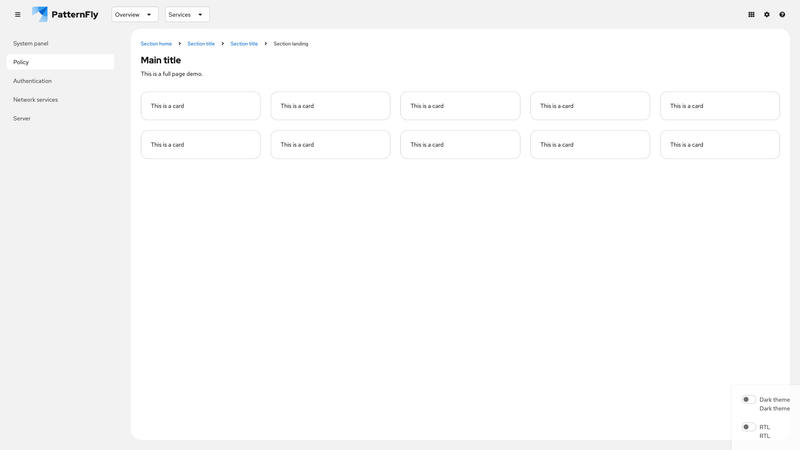 PatternFly
Overview
Services
System panel
Policy
Authentication
Network services
Server
Section home
Section title
Section title
Section landing
Main title
This is a full page demo.
This is a card
This is a card
This is a card
This is a card
This is a card
This is a card
This is a card
This is a card
This is a card
This is a card
Dark theme
Dark theme
RTL
RTL